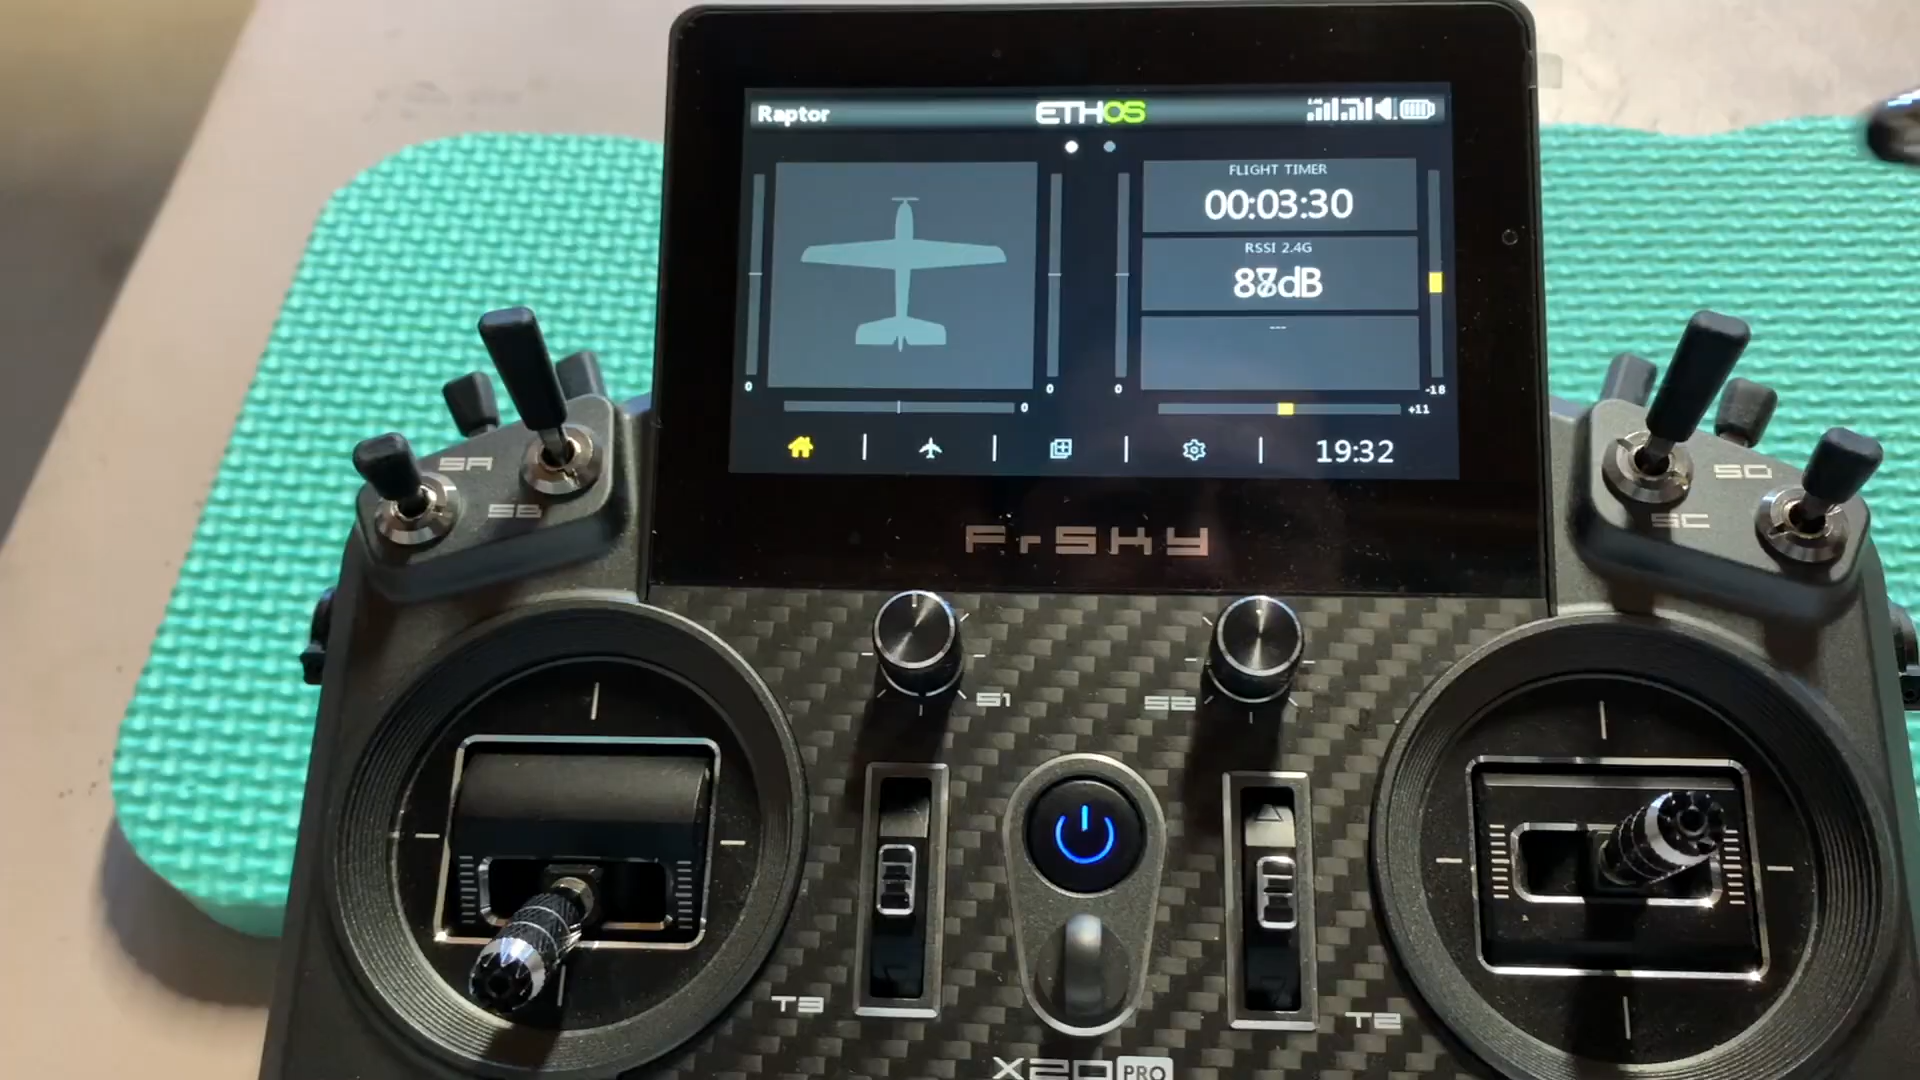 Raptor
ETHOS
FLIGHT TIMER
00:03:30
RSSI 2.4G
---
0
0
0
-18
0
+11
19:32
FrSKY
SA
SB
SD
SC
S1
S2
T3
T2
X20 PRO